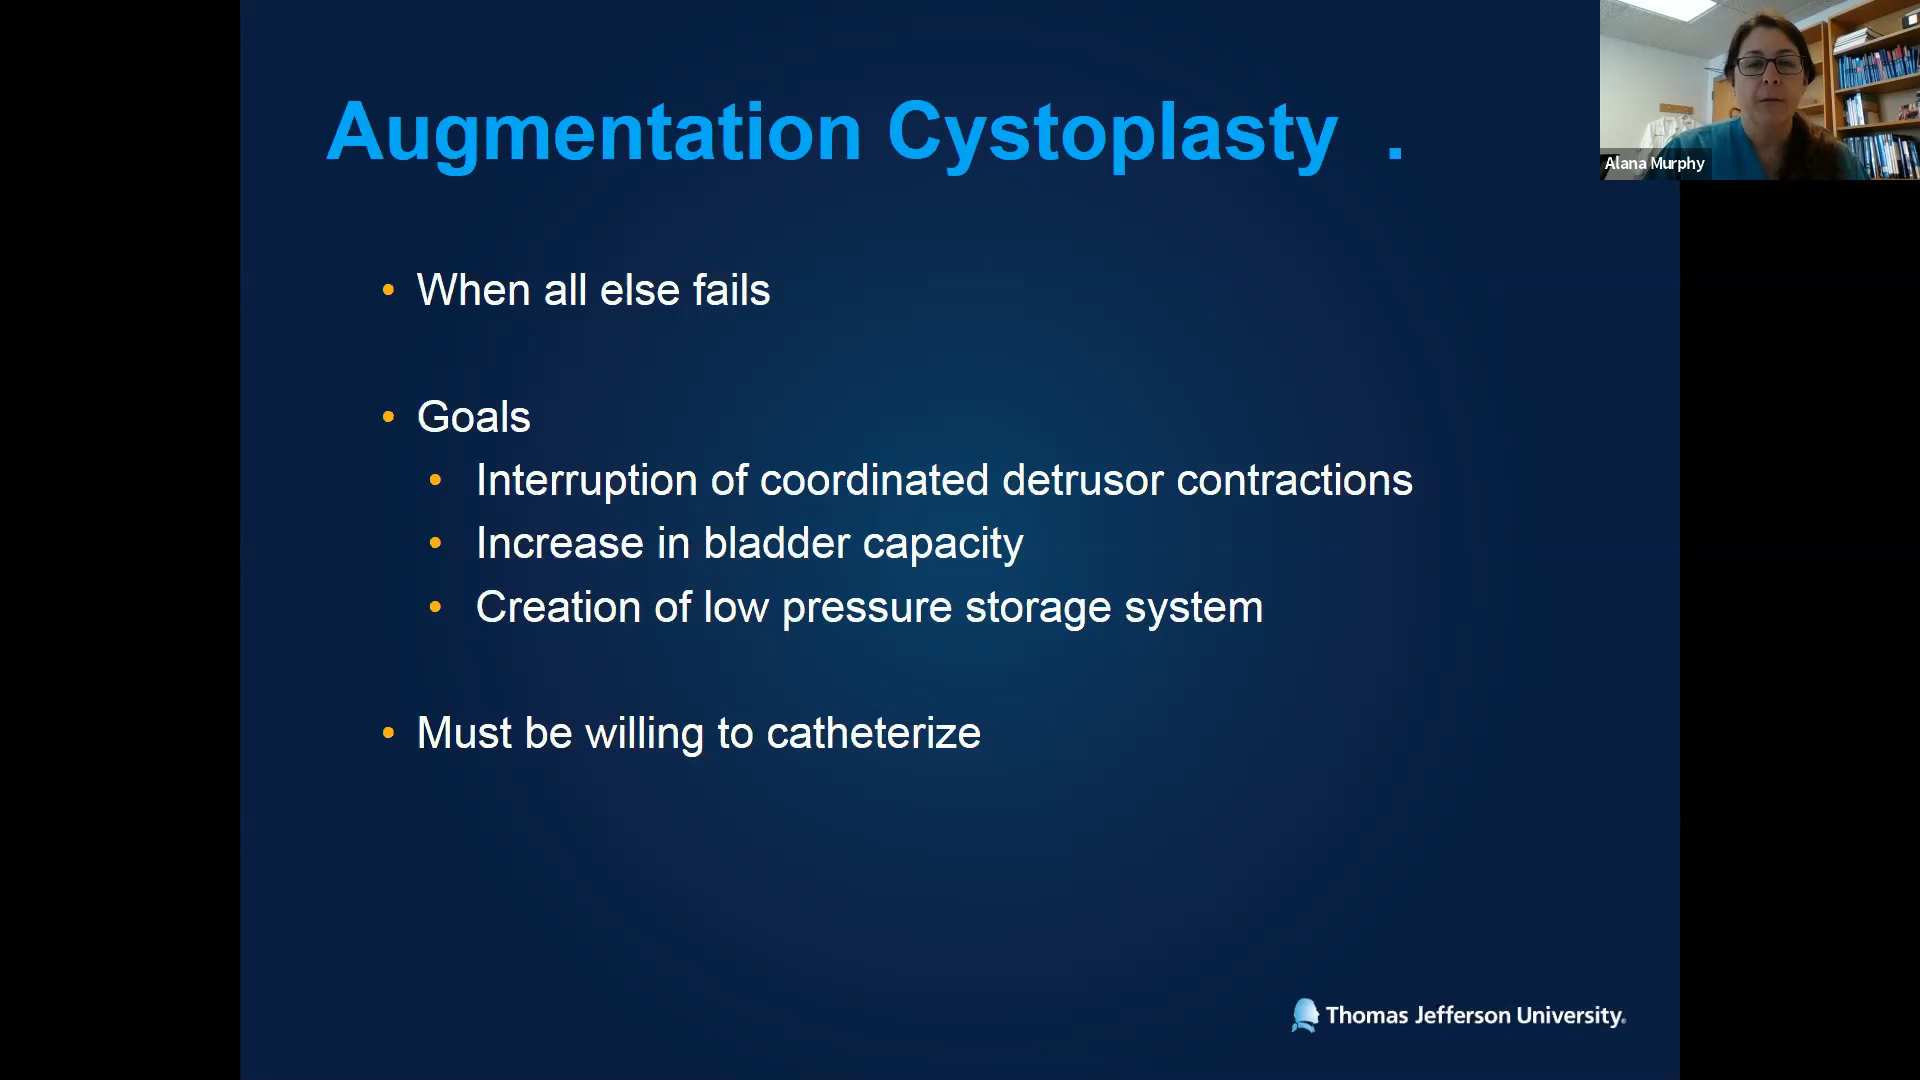 Augmentation Cystoplasty .
Alana Murphy
• When all else fails
• Goals
• Interruption of coordinated detrusor contractions
• Increase in bladder capacity
• Creation of low pressure storage system
• Must be willing to catheterize
Thomas Jefferson University®